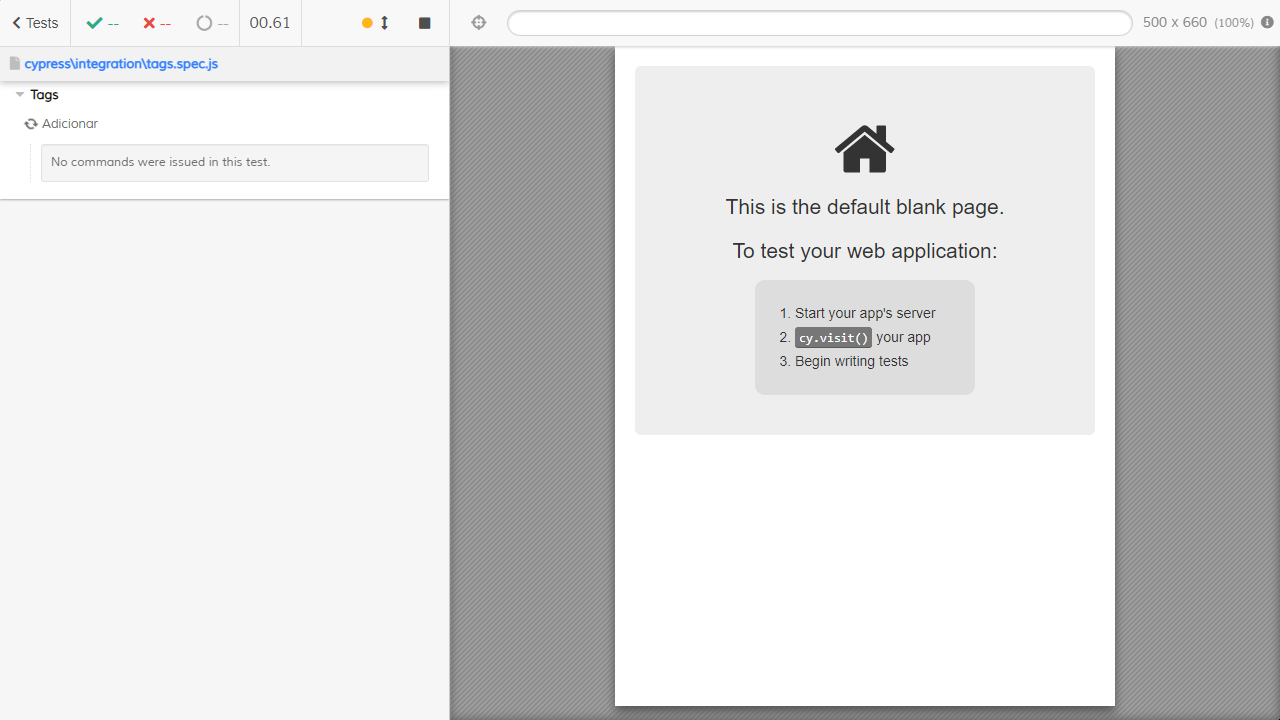 Tests -- -- -- 00.61 500 x 660 (100%)
cypress\integration\tags.spec.js
Tags
Adicionar
No commands were issued in this test.
This is the default blank page.
To test your web application:
1. Start your app's server
2. cy.visit() your app
3. Begin writing tests